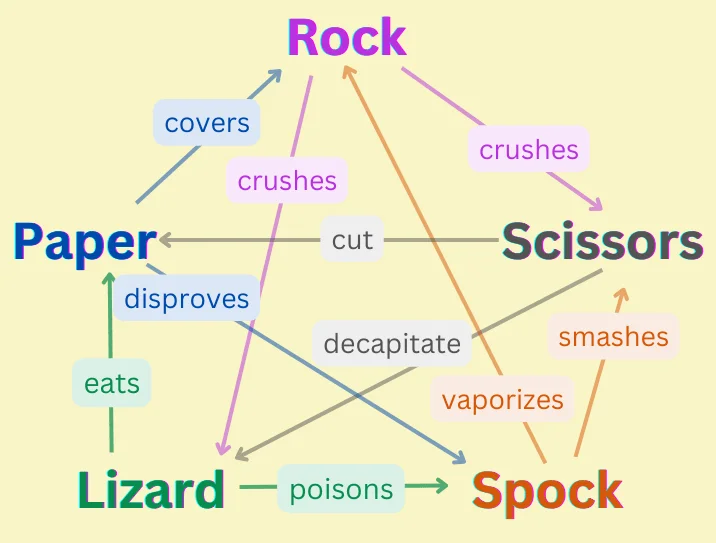 Rock
covers
crushes
crushes
Paper
cut
Scissors
disproves
decapitate
smashes
eats
vaporizes
Lizard
poisons
Spock